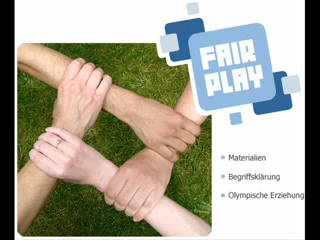 FAIR
PLAY
Materialien
Begriffsklärung
Olympische Erziehung